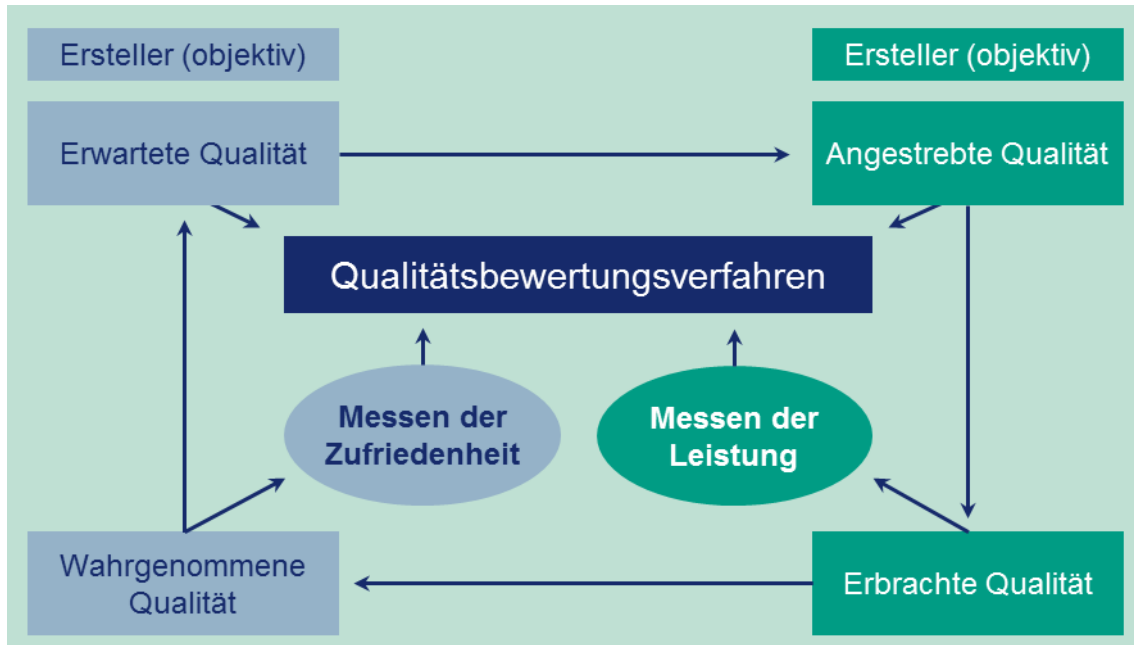 Ersteller (objektiv)
Ersteller (objektiv)
Erwartete Qualität
Angestrebte Qualität
Qualitätsbewertungsverfahren
Messen der
Zufriedenheit
Messen der
Leistung
Wahrgenommene
Qualität
Erbrachte Qualität